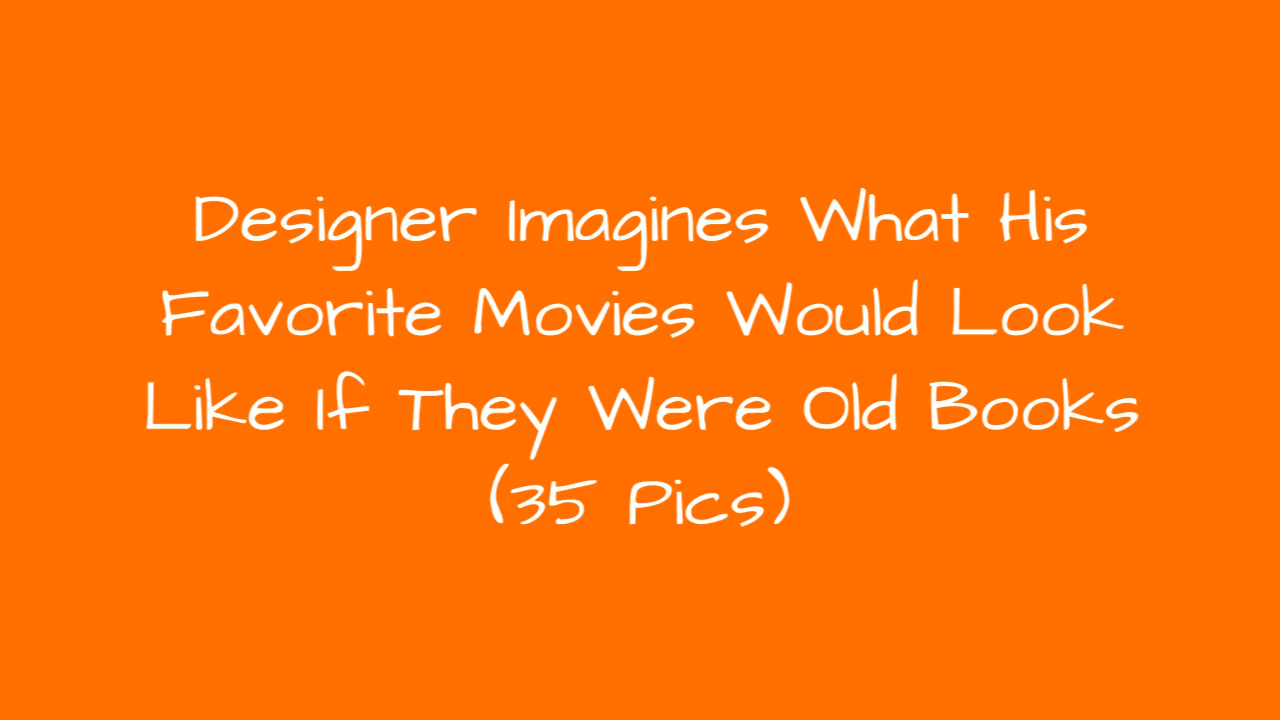 Designer Imagines What His
Favorite Movies Would Look
Like If They Were Old Books
(35 Pics)